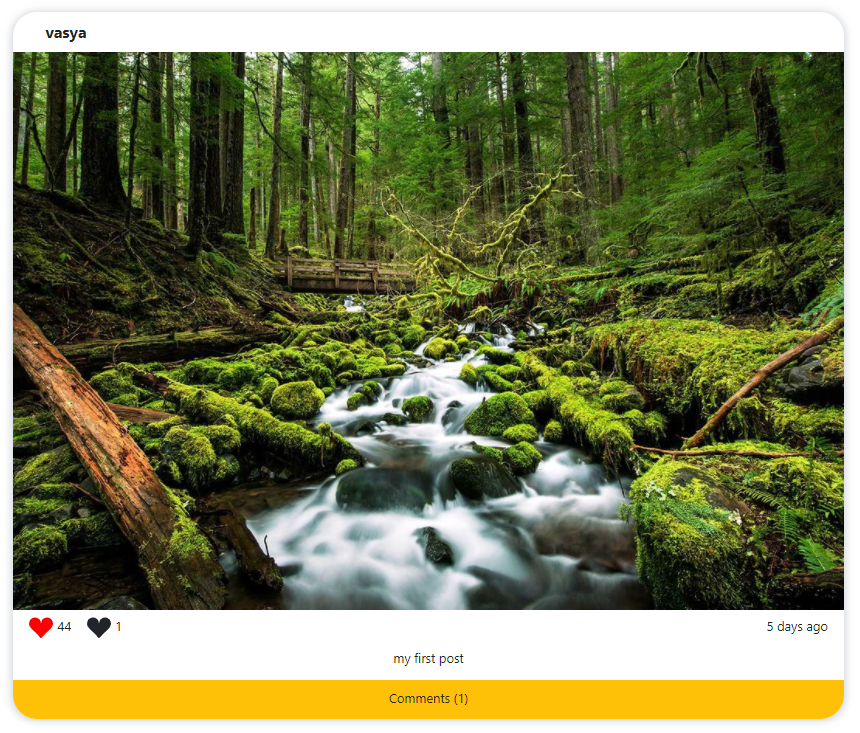 vasya
44 1 5 days ago
my first post
Comments (1)